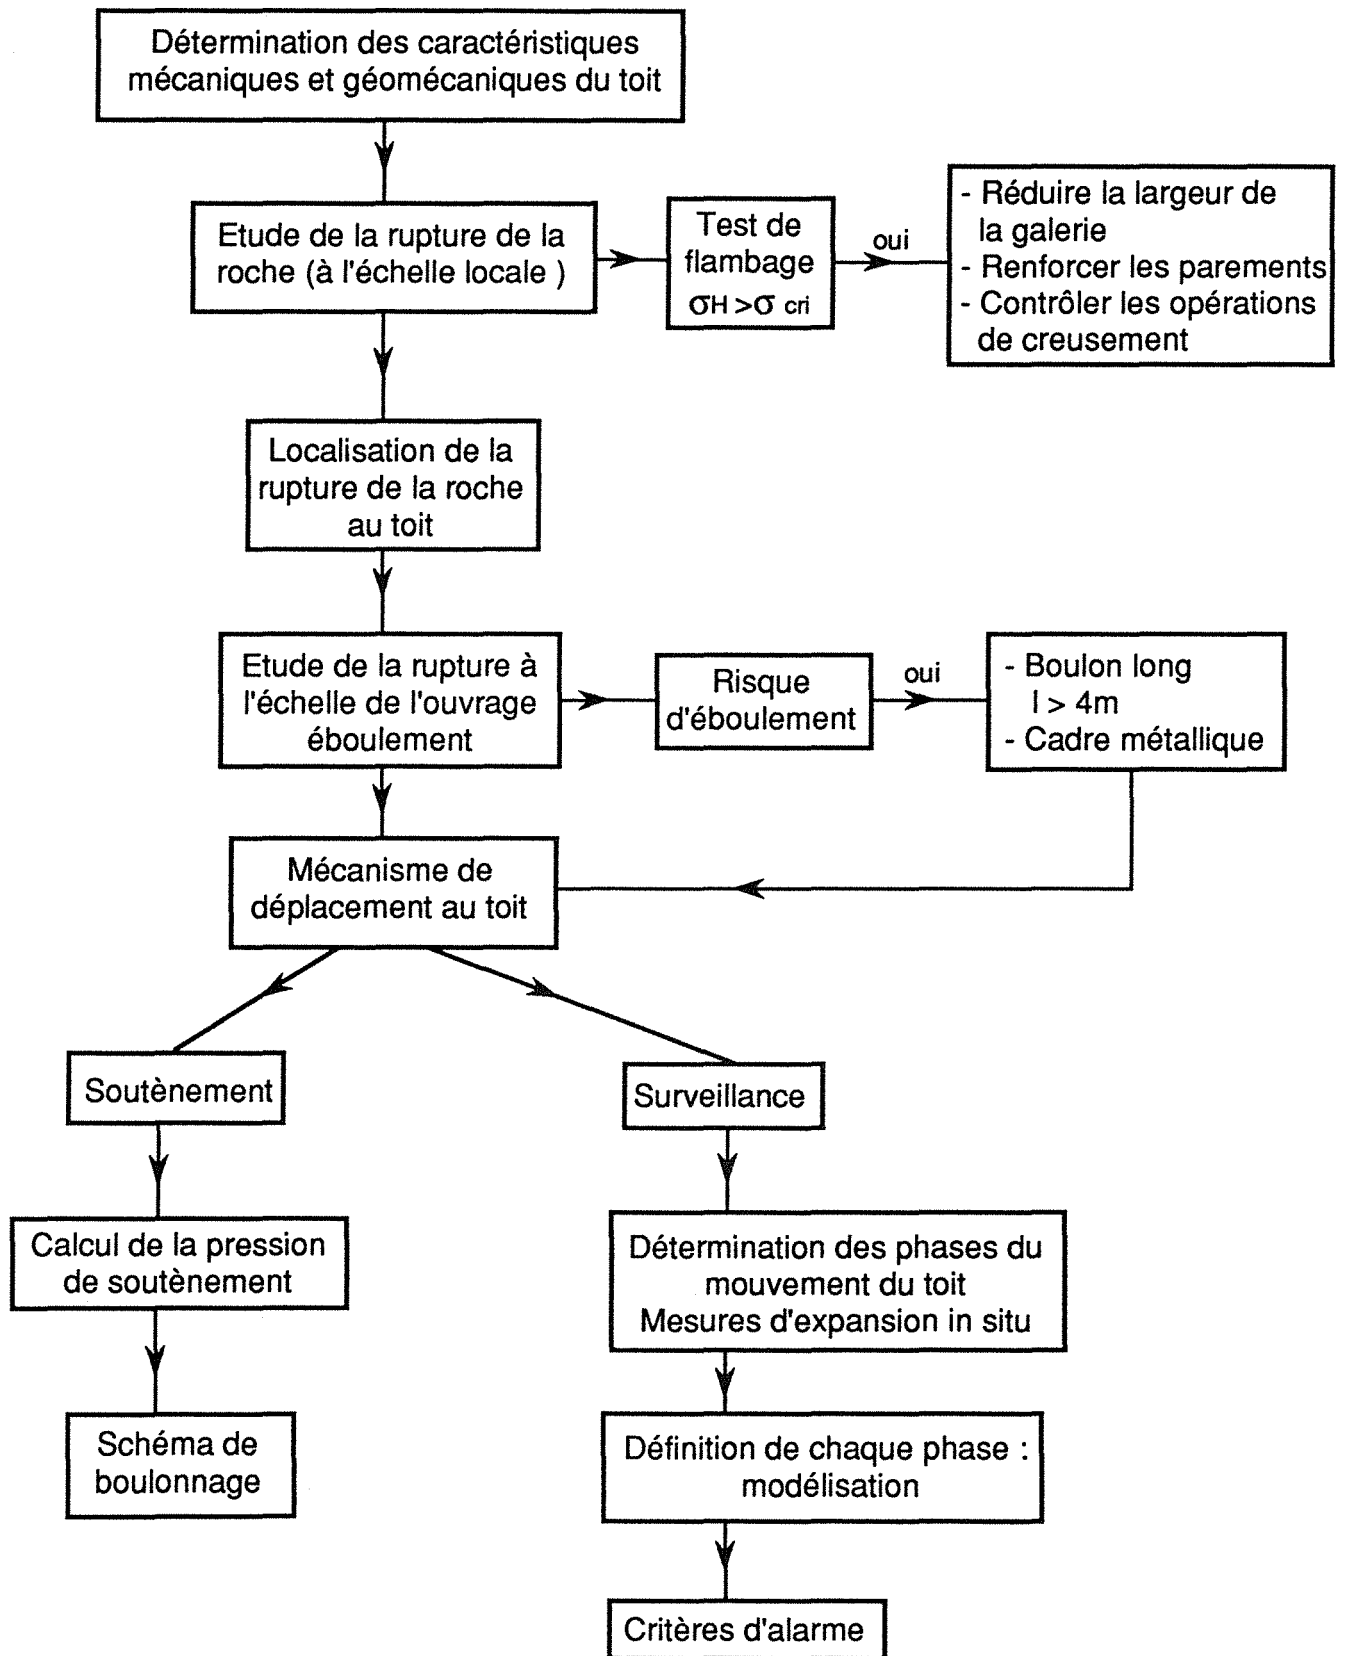 Détermination des caractéristiques
mécaniques et géomécaniques du toit
Etude de la rupture de la
roche (à l'échelle locale )
Test de
flambage
σH >σ cri
oui
- Réduire la largeur de
la galerie
- Renforcer les parements
- Contrôler les opérations
de creusement
Localisation de la
rupture de la roche
au toit
Etude de la rupture à
l'échelle de l'ouvrage
éboulement
Risque
d'éboulement
oui
- Boulon long
l > 4m
- Cadre métallique
Mécanisme de
déplacement au toit
Soutènement
Surveillance
Calcul de la pression
de soutènement
Détermination des phases du
mouvement du toit
Mesures d'expansion in situ
Schéma de
boulonnage
Définition de chaque phase :
modélisation
Critères d'alarme